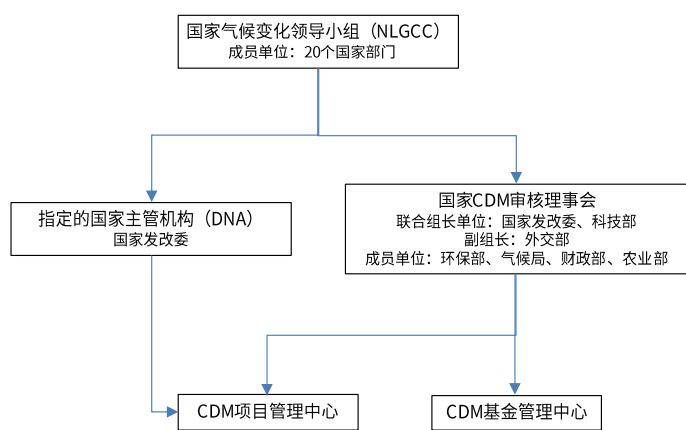 国家气候变化领导小组（NLGCC）
成员单位：20个国家部门
指定的国家主管机构（DNA）
国家发改委
国家CDM审核理事会
联合组长单位：国家发改委、科技部
副组长：外交部
成员单位：环保部、气候局、财政部、农业部
CDM项目管理中心
CDM基金管理中心